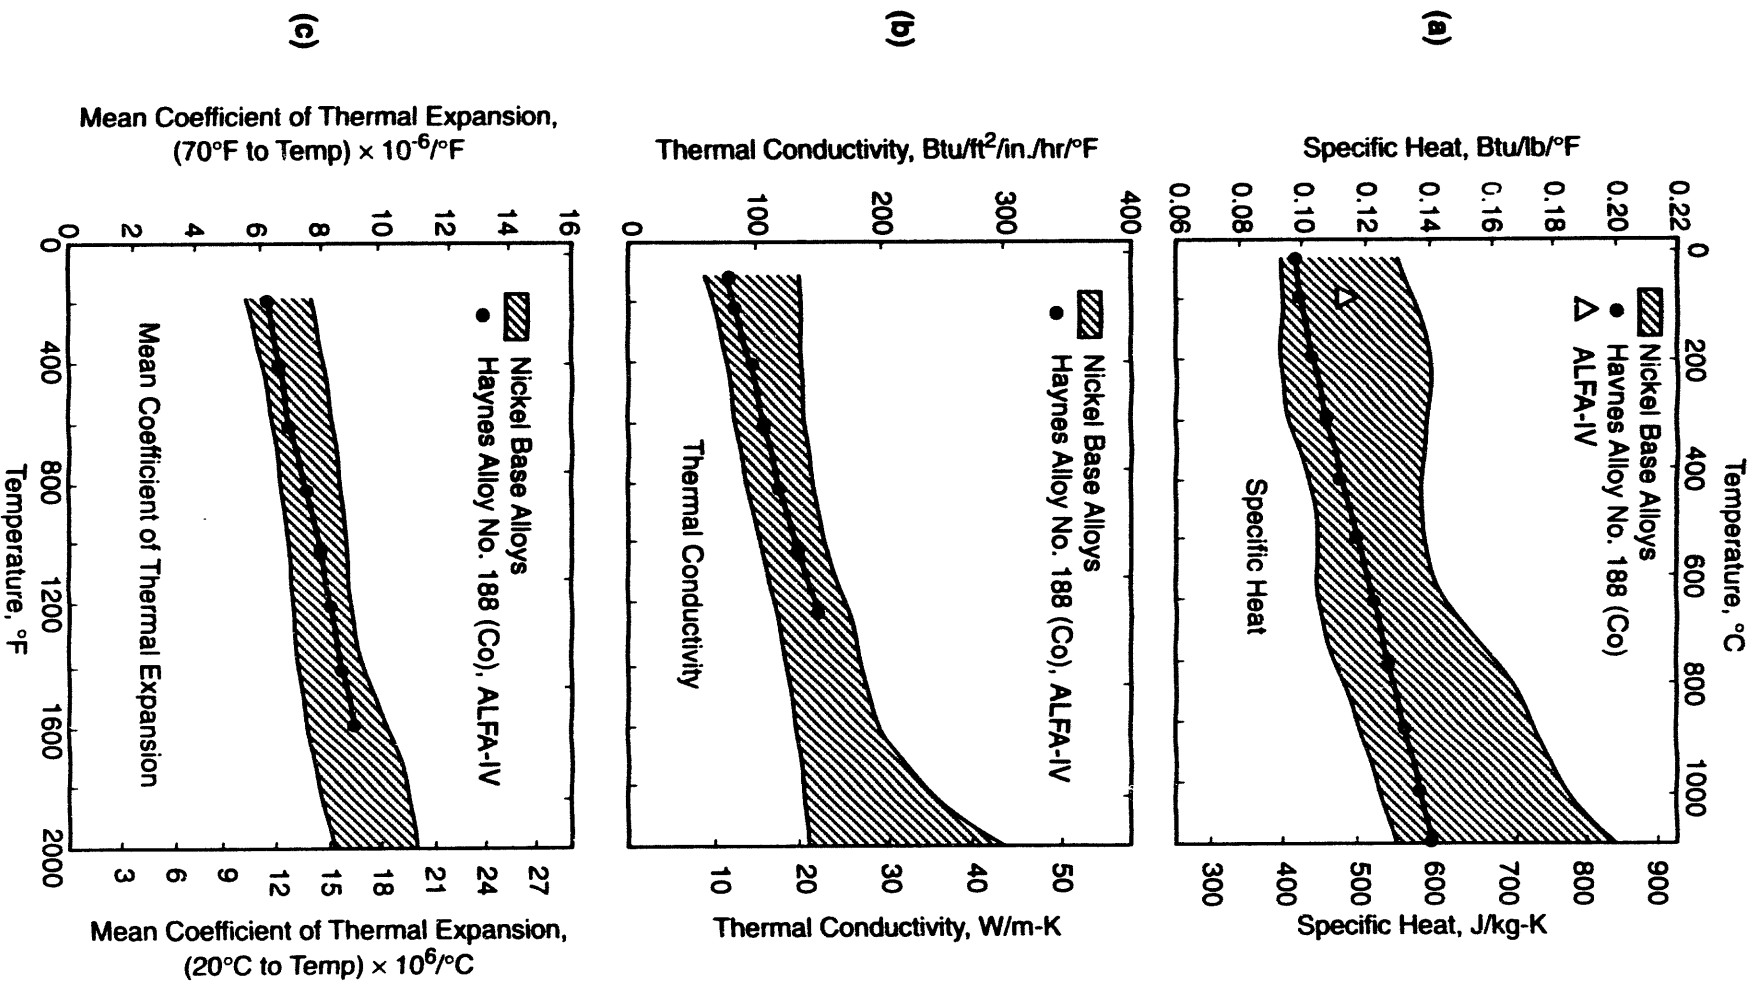 Temperature, °C
0
200
400
600
800
1000
(a)
Specific Heat, Btu/lb/°F
0.22
0.20
0.18
0.16
0.14
0.12
0.10
0.08
0.06
Nickel Base Alloys
Haynes Alloy No. 188 (Co)
ALFA-IV
Specific Heat
900
800
700
600
500
400
300
Specific Heat, J/kg-K
(b)
Thermal Conductivity, Btu/ft²/in./hr/°F
400
300
200
100
0
Nickel Base Alloys
Haynes Alloy No. 188 (Co), ALFA-IV
Thermal Conductivity
50
40
30
20
10
Thermal Conductivity, W/m-K
(c)
Mean Coefficient of Thermal Expansion,
(70°F to Temp) × 10⁻⁶/°F
16
14
12
10
8
6
4
2
0
Nickel Base Alloys
Haynes Alloy No. 188 (Co), ALFA-IV
Mean Coefficient of Thermal Expansion
27
24
21
18
15
12
9
6
3
Mean Coefficient of Thermal Expansion,
(20°C to Temp) × 10⁶/°C
0
400
800
1200
1600
2000
Temperature, °F